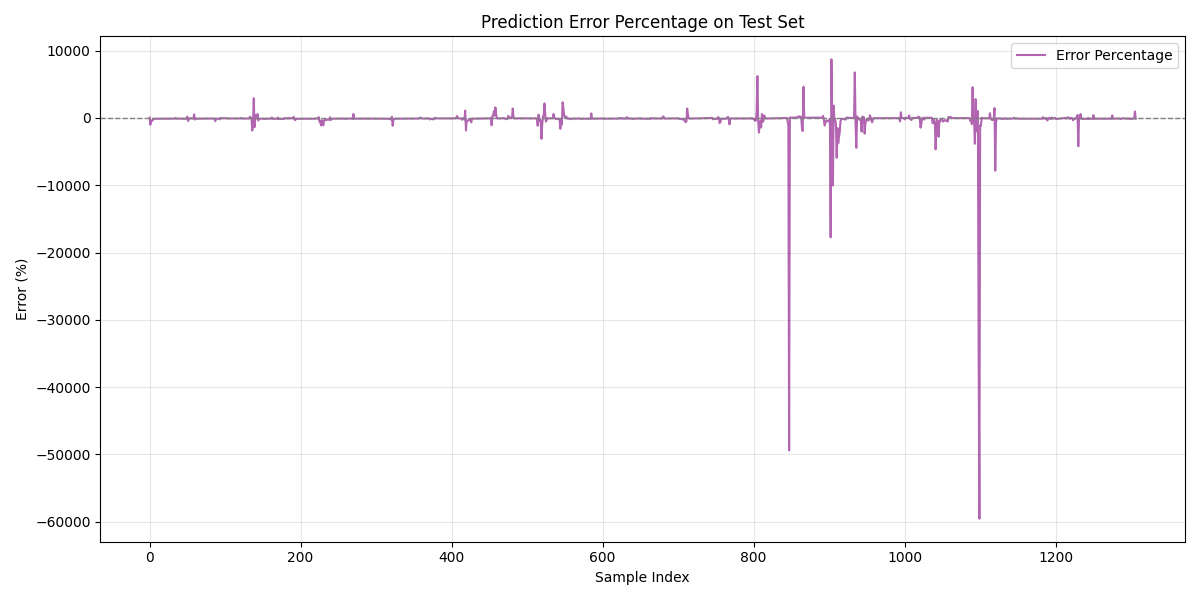 Prediction Error Percentage on Test Set
Error Percentage
10000
0
−10000
−20000
−30000
−40000
−50000
−60000
Error (%)
0 200 400 600 800 1000 1200
Sample Index